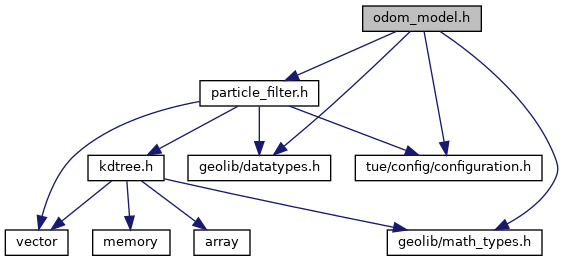 odom_model.h
particle_filter.h
kdtree.h
geolib/datatypes.h
tue/config/configuration.h
vector
memory
array
geolib/math_types.h